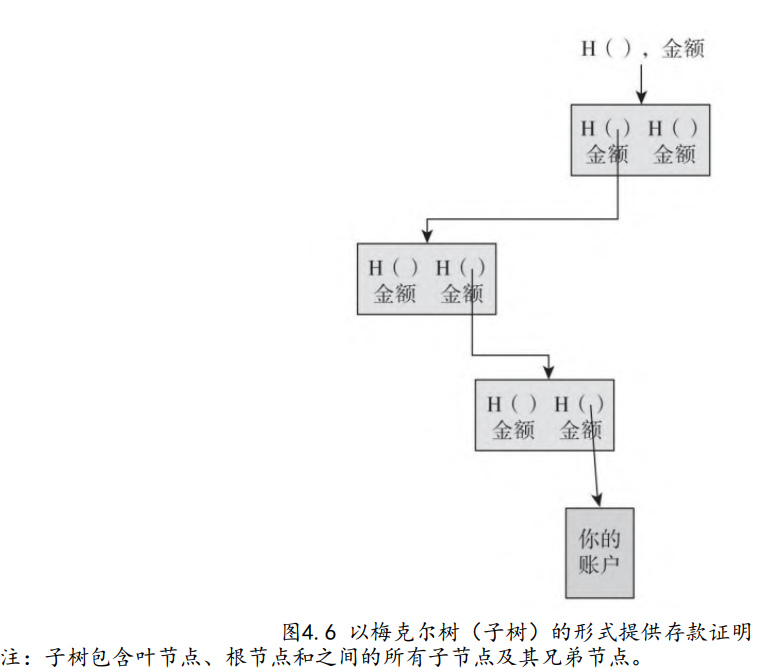 H（），金额
H（） H（）
金额 金额
H（） H（）
金额 金额
H（） H（）
金额 金额
你的
账户
图4.6 以梅克尔树（子树）的形式提供存款证明
注：子树包含叶节点、根节点和之间的所有子节点及其兄弟节点。